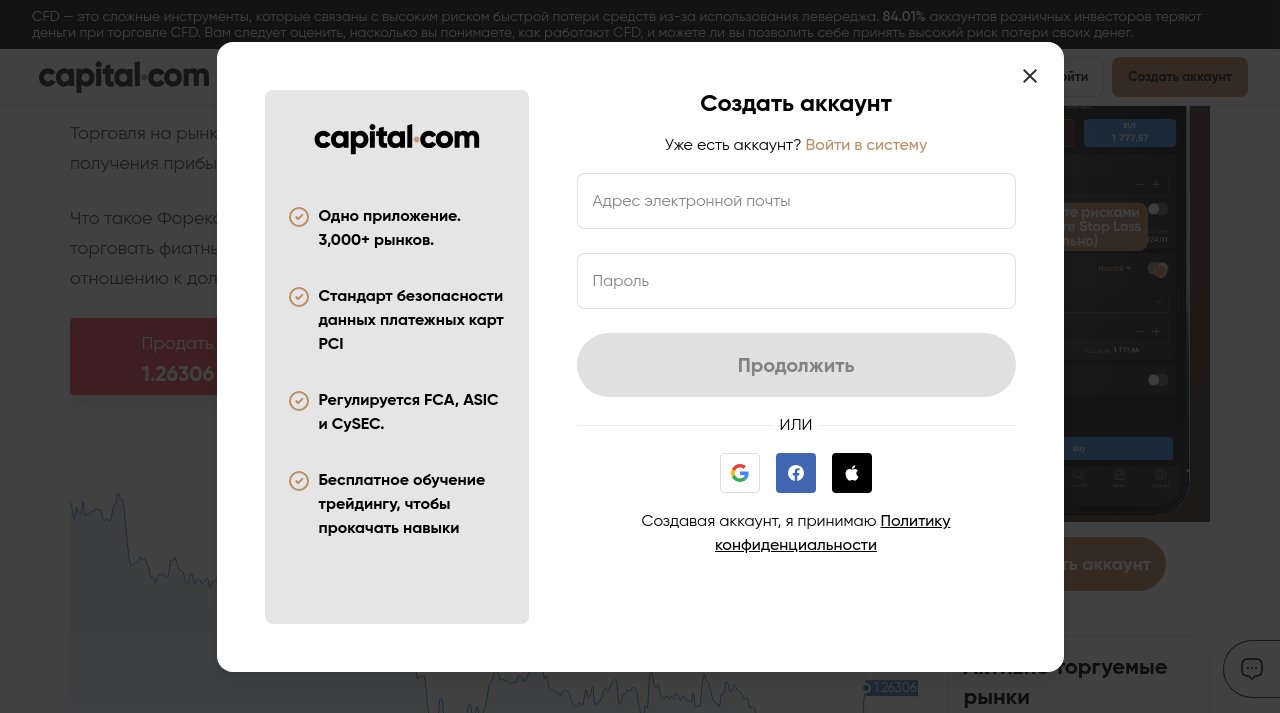 CFD — это сложные инструменты, которые связаны с высоким риском быстрой потери средств из-за использования левереджа. 84.01% аккаунтов розничных инвесторов теряют
деньги при торговле CFD. Вам следует оценить, насколько вы понимаете, как работают CFD, и можете ли вы позволить себе принять высокий риск потери своих денег.
capital.com
Создать аккаунт
Торговля на рынк
получения прибы
Что такое Форекс
торговать фиатн
отношению к дол
Продать
1.26306
capital.com
Одно приложение.
3,000+ рынков.
Стандарт безопасности
данных платежных карт
PCI
Регулируется FCA, ASIC
и CySEC.
Бесплатное обучение
трейдингу, чтобы
прокачать навыки
Создать аккаунт
Уже есть аккаунт? Войти в систему
Адрес электронной почты
Пароль
Продолжить
ИЛИ
Создавая аккаунт, я принимаю Политику
конфиденциальности
BUY
1 777,57
те рисками
re Stop Loss
льно)
Normal
Buy
ть аккаунт
Активно торгуемые
рынки
1.26306